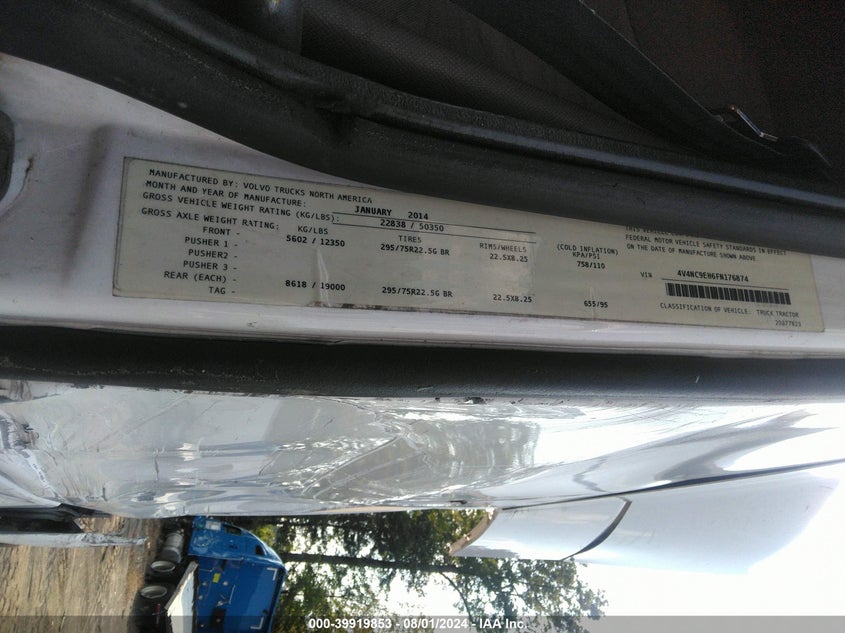 MANUFACTURED BY: VOLVO TRUCKS NORTH AMERICA
MONTH AND YEAR OF MANUFACTURE: JANUARY 2014
GROSS VEHICLE WEIGHT RATING (KG/LBS): 22838 / 50350
GROSS AXLE WEIGHT RATING: KG/LBS TIRES RIMS/WHEELS (COLD INFLATION) KPA/PSI
FRONT - 5602 / 12350 295/75R22.5G BR 22.5X8.25 758/110
PUSHER 1 -
PUSHER2 -
PUSHER 3 -
REAR (EACH) - 8618 / 19000 295/75R22.5G BR 22.5X8.25 655/95
TAG -
THIS VEHICLE
FEDERAL MOTOR VEHICLE SAFETY STANDARDS IN EFFECT
ON THE DATE OF MANUFACTURE SHOWN ABOVE
VIN 4V4NC9EH6FN176874
CLASSIFICATION OF VEHICLE: TRUCK TRACTOR
000-39919853 - 08/01/2024 - IAA Inc.